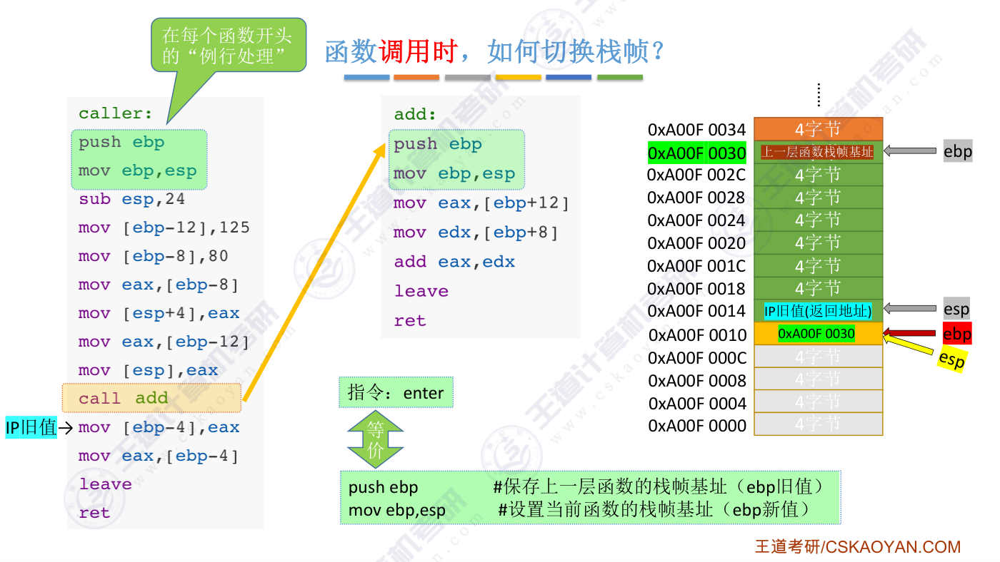 在每个函数开头
的“例行处理”
函数调用时，如何切换栈帧？
caller:
push ebp
mov ebp,esp
sub esp,24
mov [ebp-12],125
mov [ebp-8],80
mov eax,[ebp-8]
mov [esp+4],eax
mov eax,[ebp-12]
mov [esp],eax
call add
IP旧值
mov [ebp-4],eax
mov eax,[ebp-4]
leave
ret
add:
push ebp
mov ebp,esp
mov eax,[ebp+12]
mov edx,[ebp+8]
add eax,edx
leave
ret
指令：enter
等
价
push ebp #保存上一层函数的栈帧基址（ebp旧值）
mov ebp,esp #设置当前函数的栈帧基址（ebp新值）
0xA00F 0034 4字节
0xA00F 0030 上一层函数栈帧基址 ebp
0xA00F 002C 4字节
0xA00F 0028 4字节
0xA00F 0024 4字节
0xA00F 0020 4字节
0xA00F 001C 4字节
0xA00F 0018 4字节
0xA00F 0014 IP旧值(返回地址) esp
0xA00F 0010 0xA00F 0030 ebp
esp
0xA00F 000C 4字节
0xA00F 0008 4字节
0xA00F 0004 4字节
0xA00F 0000 4字节
王道考研/CSKAOYAN.COM
王道计算机考研
www.cskaoyan.com